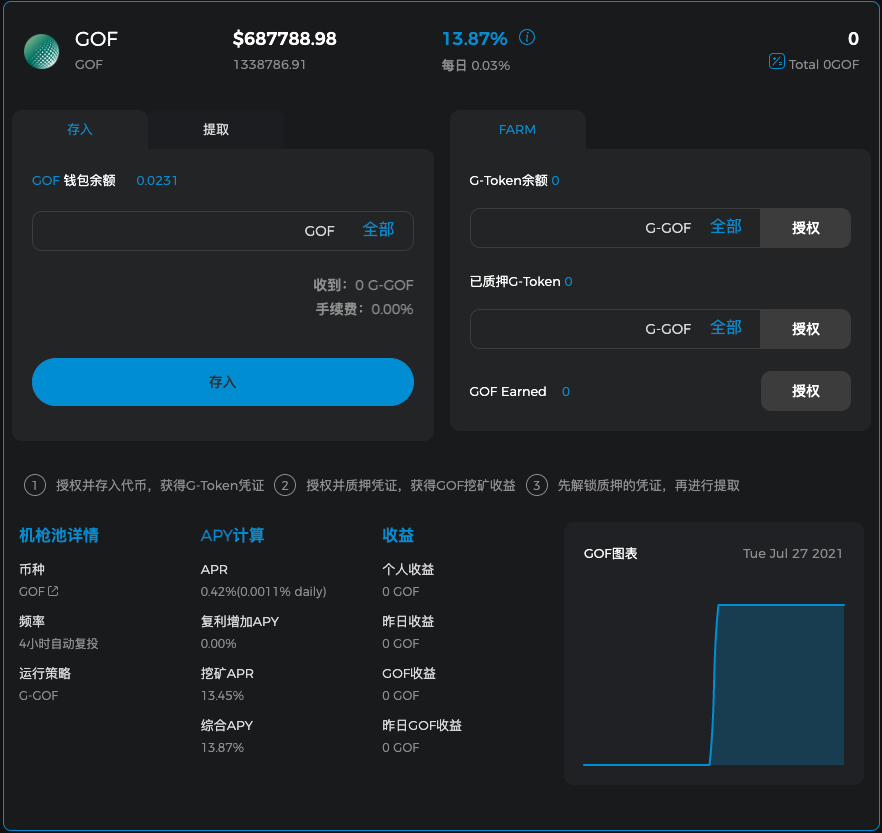 GOF
$687788.98
13.87%
0
GOF
1338786.91
每日 0.03%
Total 0GOF
存入
提取
GOF 钱包余额 0.0231
GOF 全部
收到：0 G-GOF
手续费：0.00%
存入
FARM
G-Token余额 0
G-GOF 全部 授权
已质押G-Token 0
G-GOF 全部 授权
GOF Earned 0 授权
1 授权并存入代币，获得G-Token凭证 2 授权并质押凭证，获得GOF挖矿收益 3 先解锁质押的凭证，再进行提取
机枪池详情
币种
GOF
频率
4小时自动复投
运行策略
G-GOF
APY计算
APR
0.42%(0.0011% daily)
复利增加APY
0.00%
挖矿APR
13.45%
综合APY
13.87%
收益
个人收益
0 GOF
昨日收益
0 GOF
GOF收益
0 GOF
昨日GOF收益
0 GOF
GOF图表 Tue Jul 27 2021